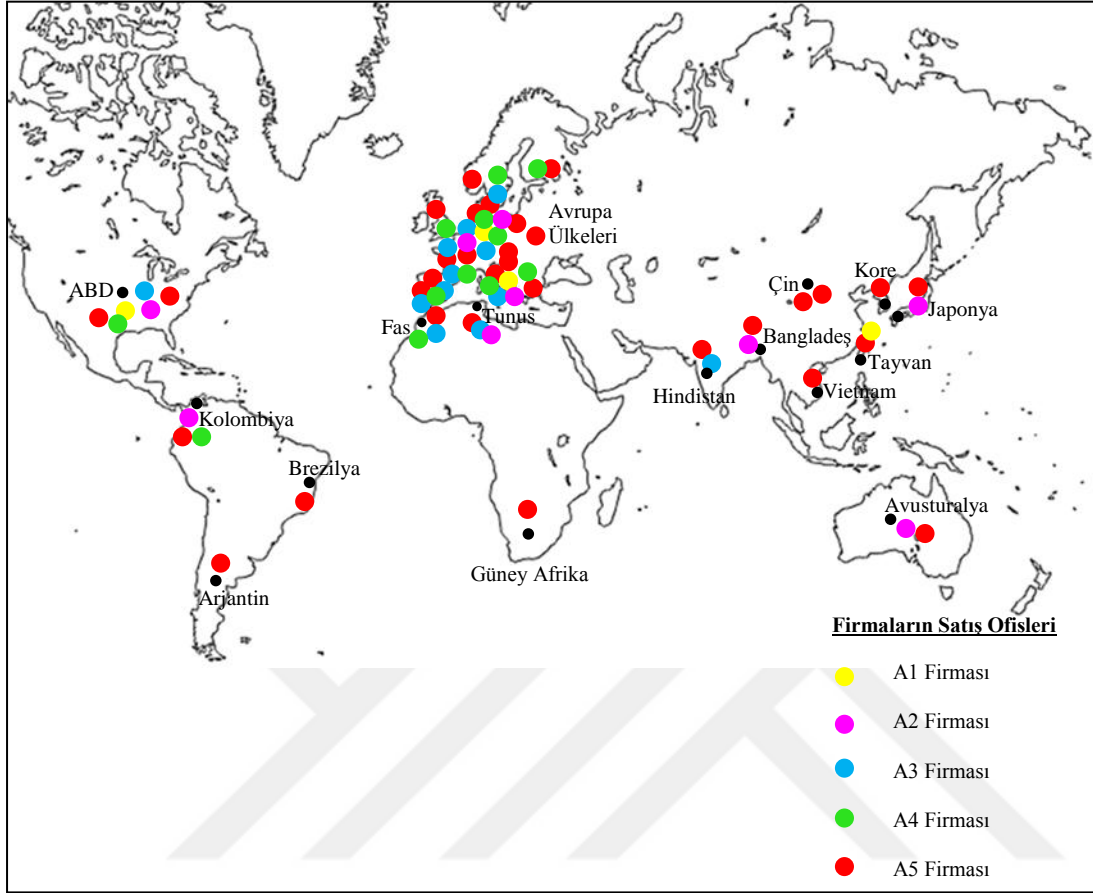 Avrupa
Ülkeleri
ABD
Çin
Kore
Japonya
Fas
Tunus
Bangladeş
Tayvan
Hindistan
Vietnam
Kolombiya
Brezilya
Avusturalya
Güney Afrika
Arjantin
Firmaların Satış Ofisleri
A1 Firması
A2 Firması
A3 Firması
A4 Firması
A5 Firması